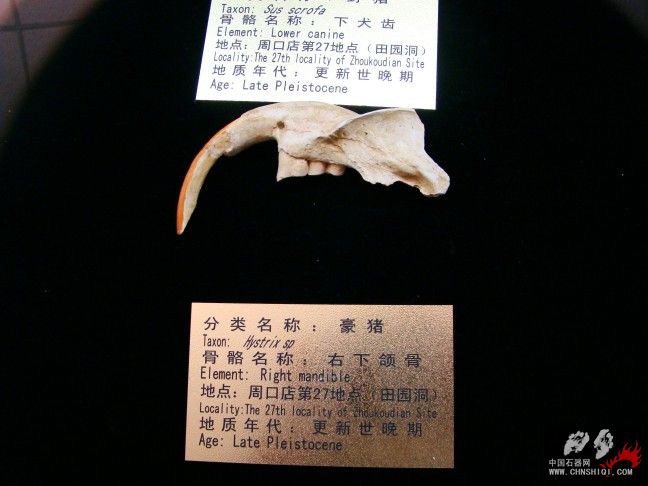 Taxon: Sus scrofa
骨骼名称：下犬齿
Element: Lower canine
地点：周口店第27地点（田园洞）
Locality:The 27th locality of Zhoukoudian Site
地质年代：更新世晚期
Age: Late Pleistocene
分类名称：豪猪
Taxon: Hystrix sp
骨骼名称：右下颌骨
Element: Right mandible
地点：周口店第27地点（田园洞）
Locality:The 27th locality of Zhoukoudian Site
地质年代：更新世晚期
Age: Late Pleistocene
中国石器网
WWW.CHNSHIQI.COM